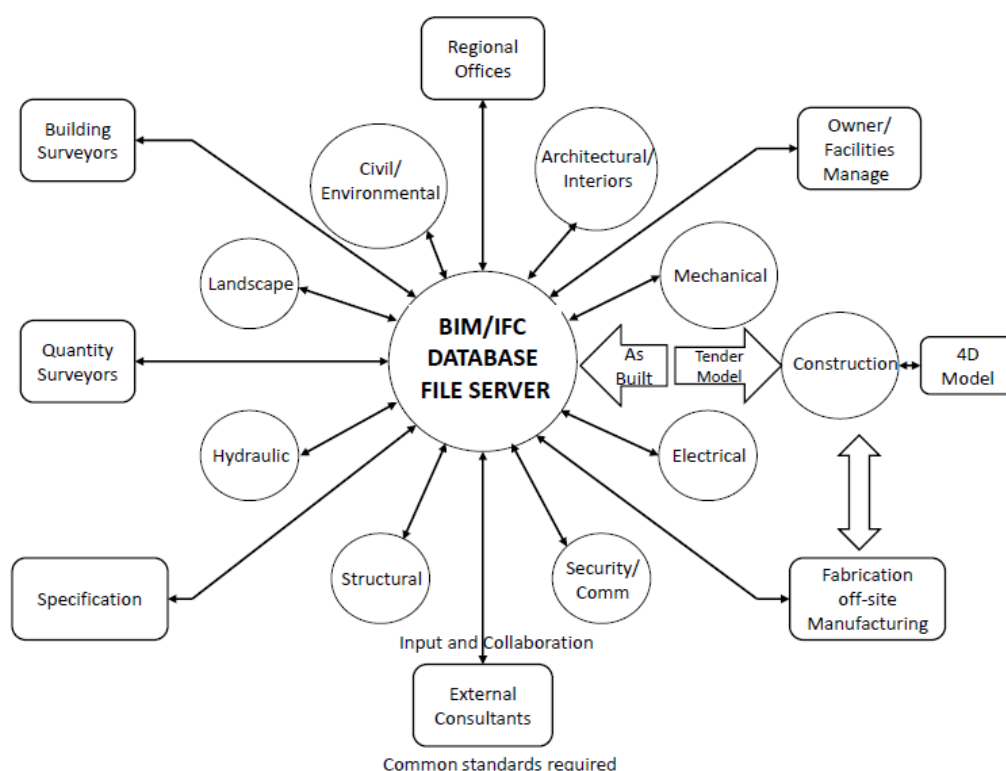 Regional
Offices
Building
Surveyors
Civil/
Environmental
Architectural/
Interiors
Owner/
Facilities
Manage
Landscape
Mechanical
BIM/IFC
DATABASE
FILE SERVER
Quantity
Surveyors
As
Built
Tender
Model
Construction
4D
Model
Hydraulic
Electrical
Specification
Structural
Security/
Comm
Fabrication
off-site
Manufacturing
Input and Collaboration
External
Consultants
Common standards required